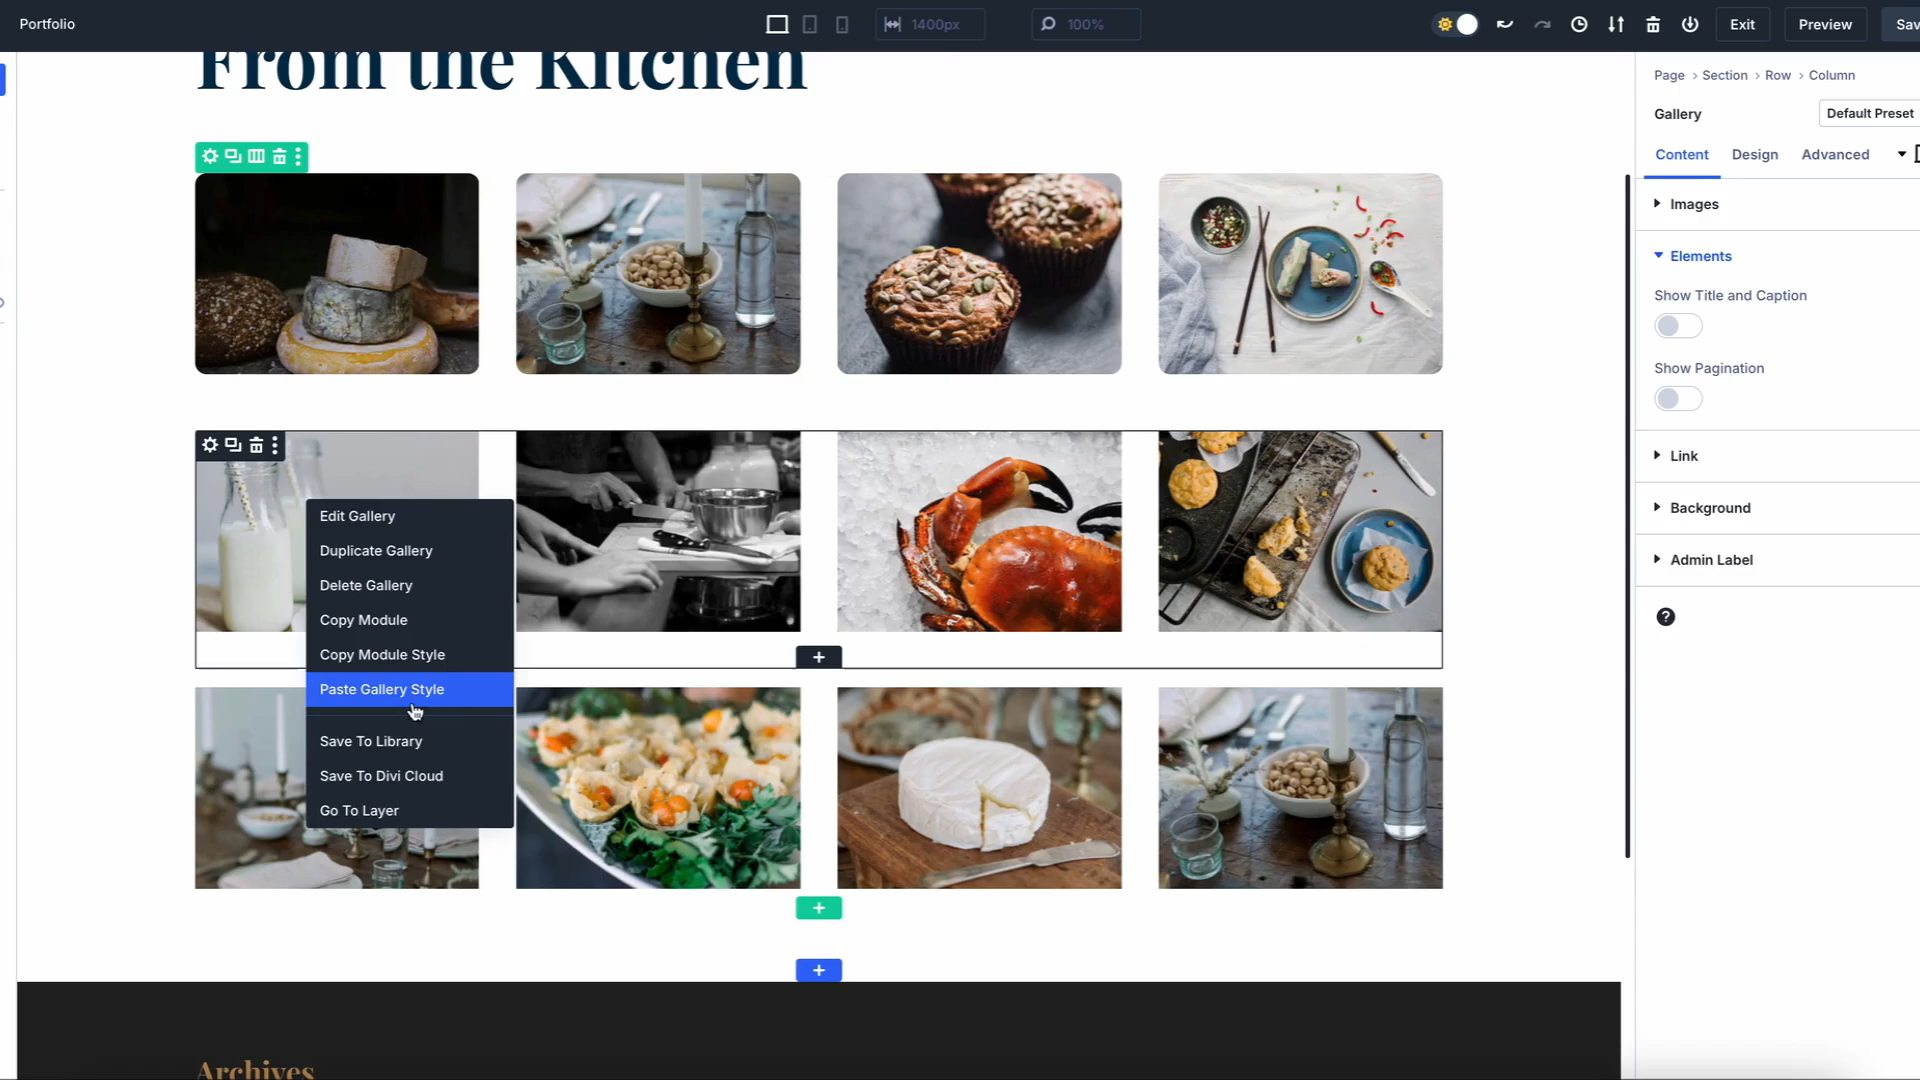 Portfolio
1400px
100%
Exit
Preview
Sav
From the Kitchen
Page > Section > Row > Column
Gallery
Default Preset
Content
Design
Advanced
Images
Elements
Show Title and Caption
Show Pagination
Link
Background
Admin Label
?
Edit Gallery
Duplicate Gallery
Delete Gallery
Copy Module
Copy Module Style
Paste Gallery Style
Save To Library
Save To Divi Cloud
Go To Layer
Archives